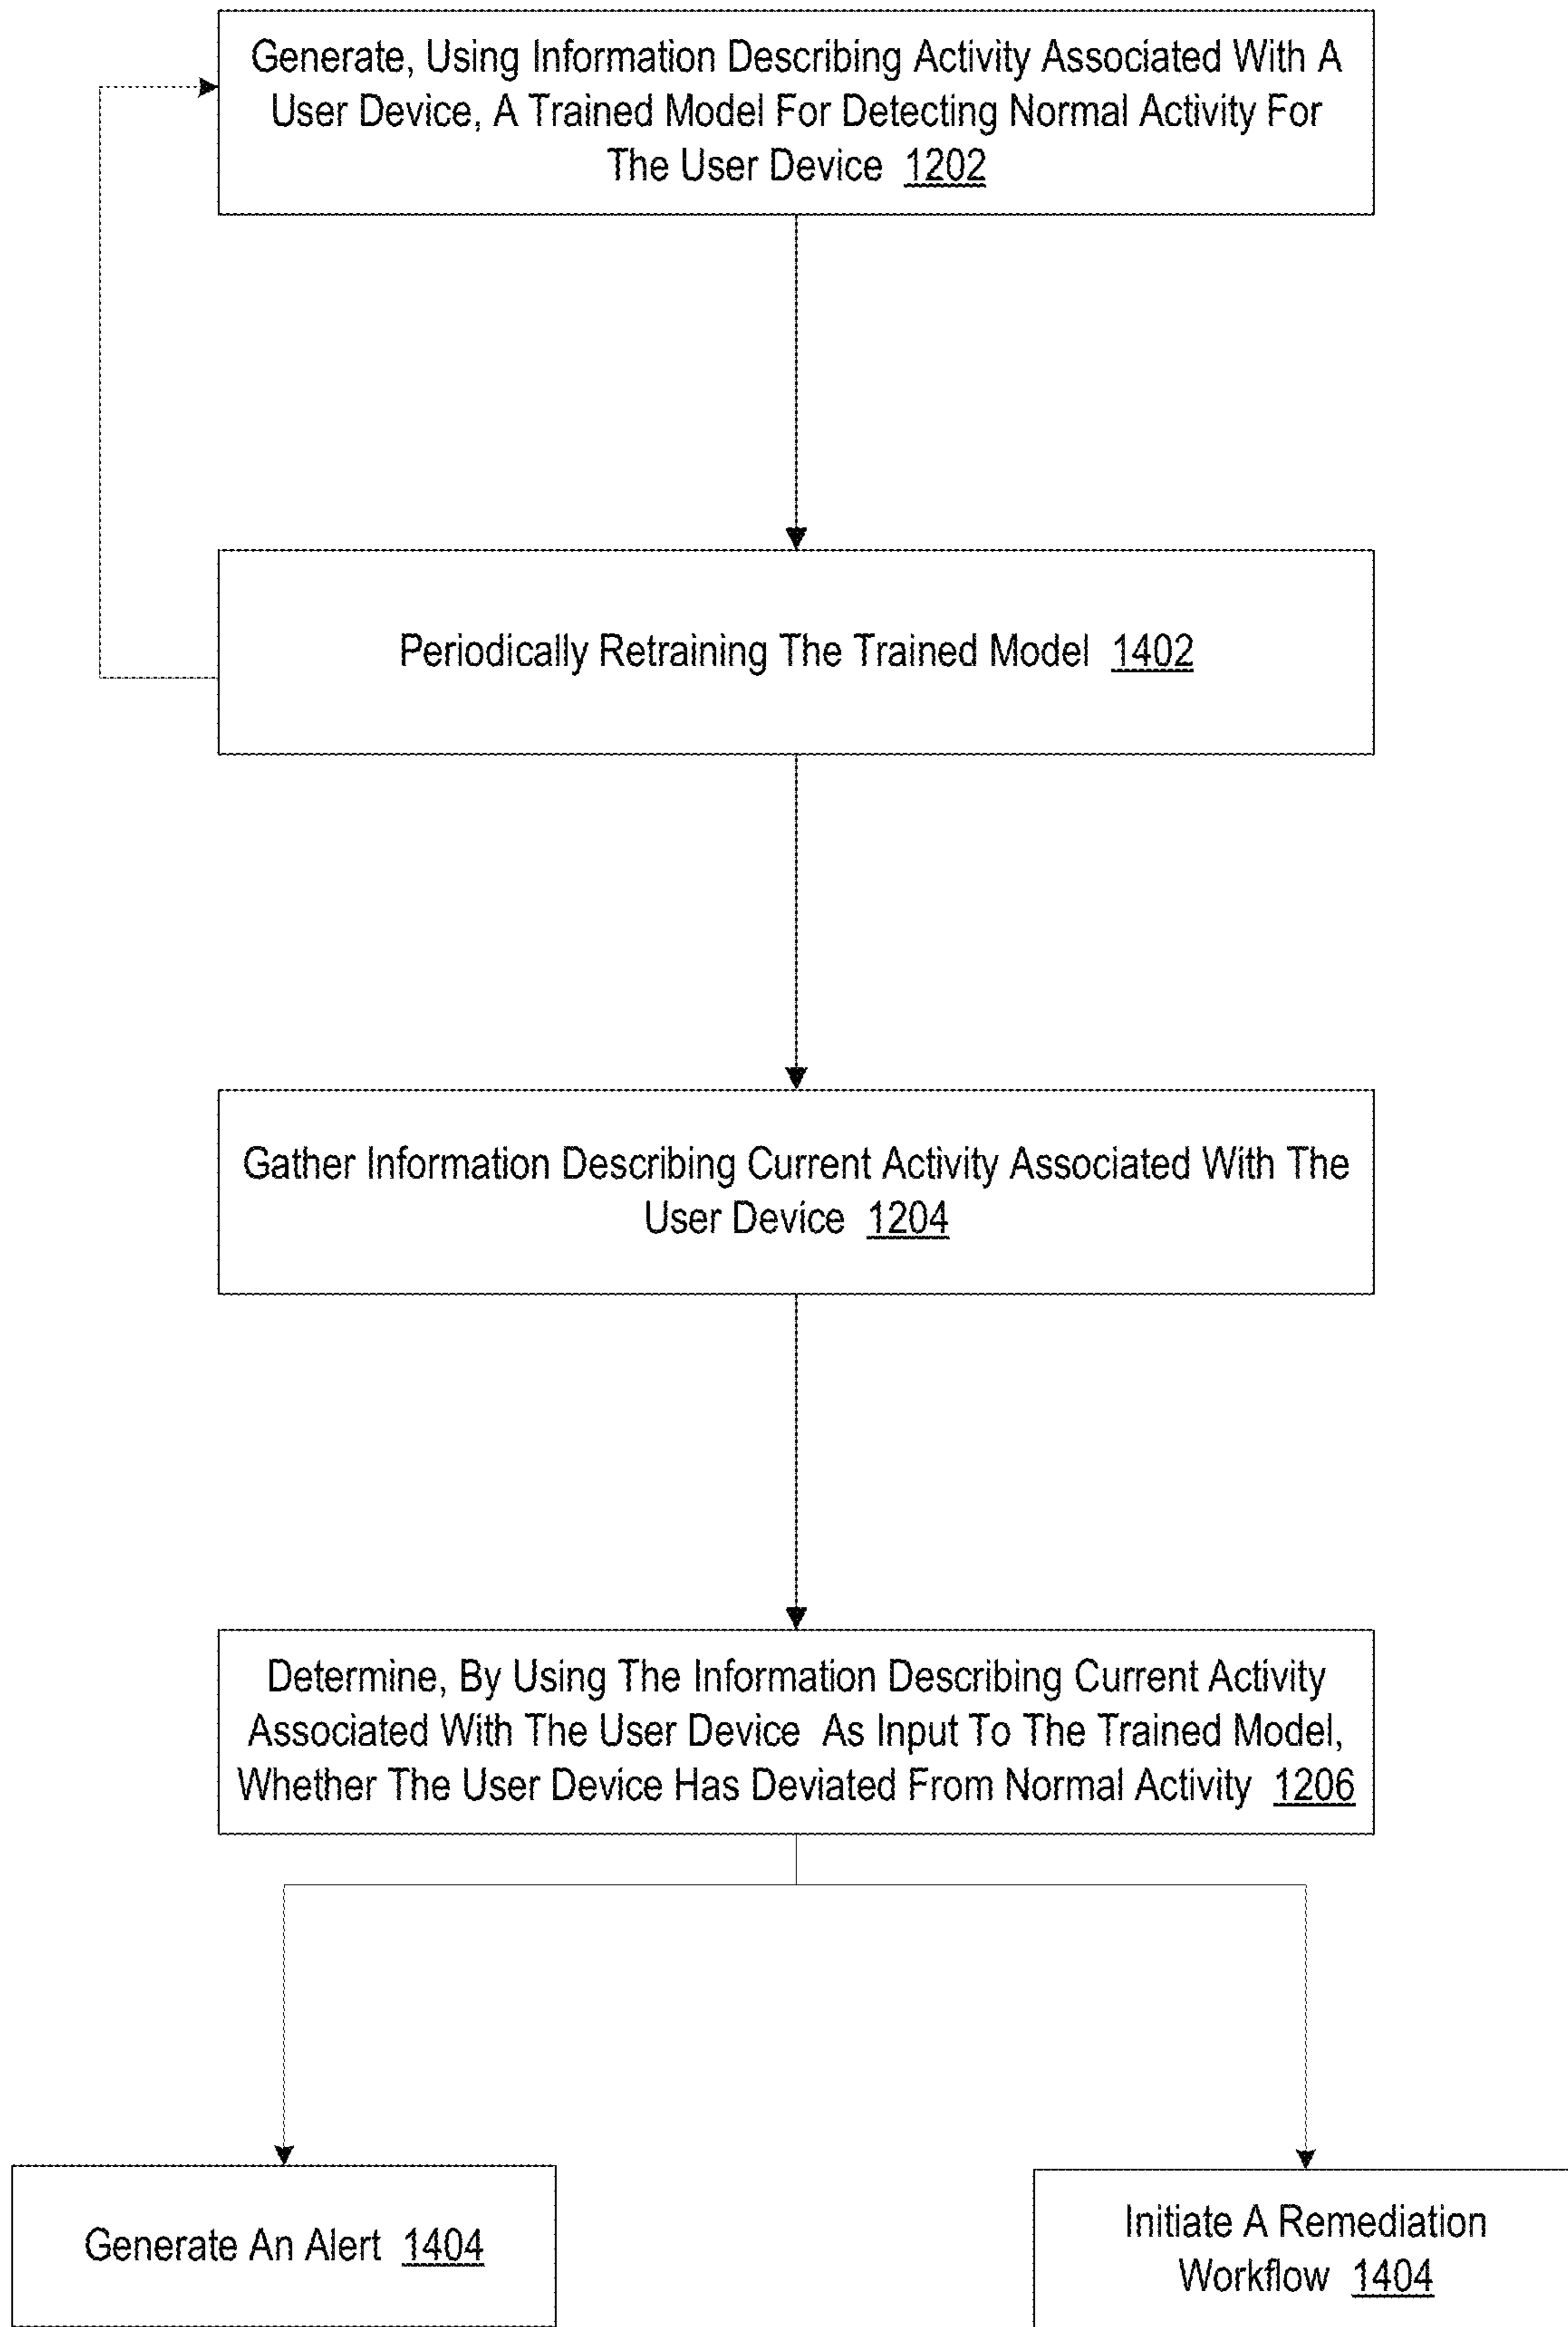 Generate, Using Information Describing Activity Associated With A
User Device, A Trained Model For Detecting Normal Activity For
The User Device 1202
Periodically Retraining The Trained Model 1402
Gather Information Describing Current Activity Associated With The
User Device 1204
Determine, By Using The Information Describing Current Activity
Associated With The User Device As Input To The Trained Model,
Whether The User Device Has Deviated From Normal Activity 1206
Generate An Alert 1404
Initiate A Remediation
Workflow 1404